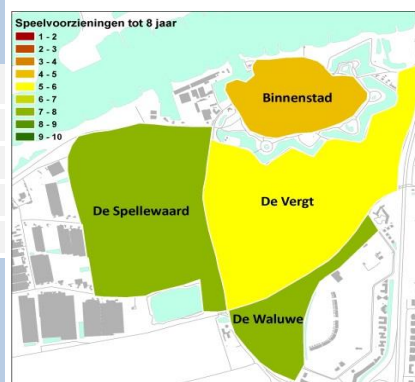 Speelvoorzieningen tot 8 jaar
1 - 2
2 - 3
3 - 4
4 - 5
5 - 6
6 - 7
7 - 8
8 - 9
9 - 10
Binnenstad
De Spellewaard
De Vergt
De Waluwe